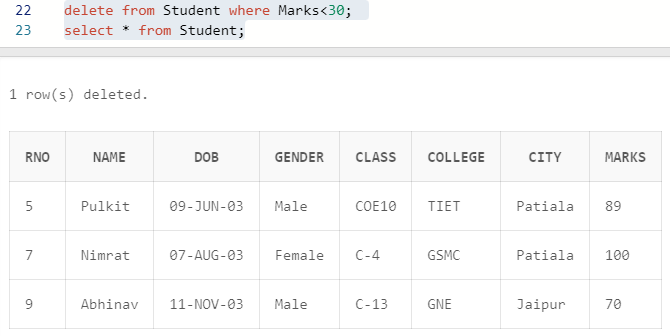 22 delete from Student where Marks<30;
23 select * from Student;
1 row(s) deleted.
RNO NAME DOB GENDER CLASS COLLEGE CITY MARKS
5 Pulkit 09-JUN-03 Male COE10 TIET Patiala 89
7 Nimrat 07-AUG-03 Female C-4 GSMC Patiala 100
9 Abhinav 11-NOV-03 Male C-13 GNE Jaipur 70